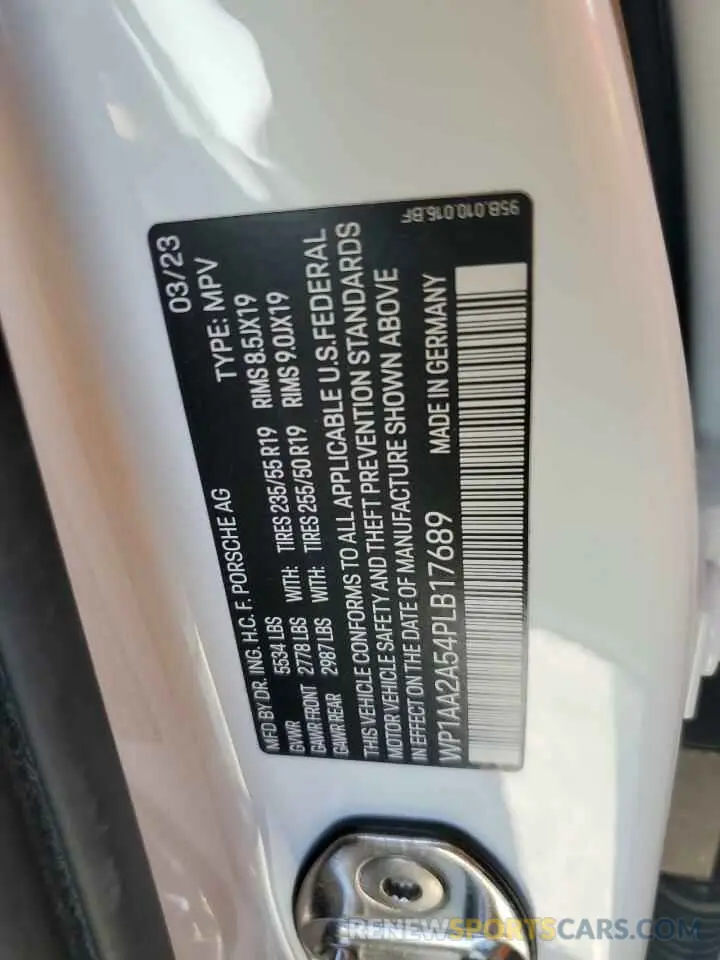 03/23
BY DR. ING. H.C. F. PORSCHE AG TYPE: MPV
GVWR 5534 LBS
GAWR FRONT 2778 LBS WITH: TIRES 235/55 R19 RIMS 8.5JX19
GAWR REAR 2987 LBS WITH: TIRES 255/50 R19 RIMS 9.0JX19
THIS VEHICLE CONFORMS TO ALL APPLICABLE U.S.FEDERAL
MOTOR VEHICLE SAFETY AND THEFT PREVENTION STANDARDS
IN EFFECT ON THE DATE OF MANUFACTURE SHOWN ABOVE
WP1AA2A54PLB17689 MADE IN GERMANY
95B.010.016.BF
RENEWSPORTSCARS.COM